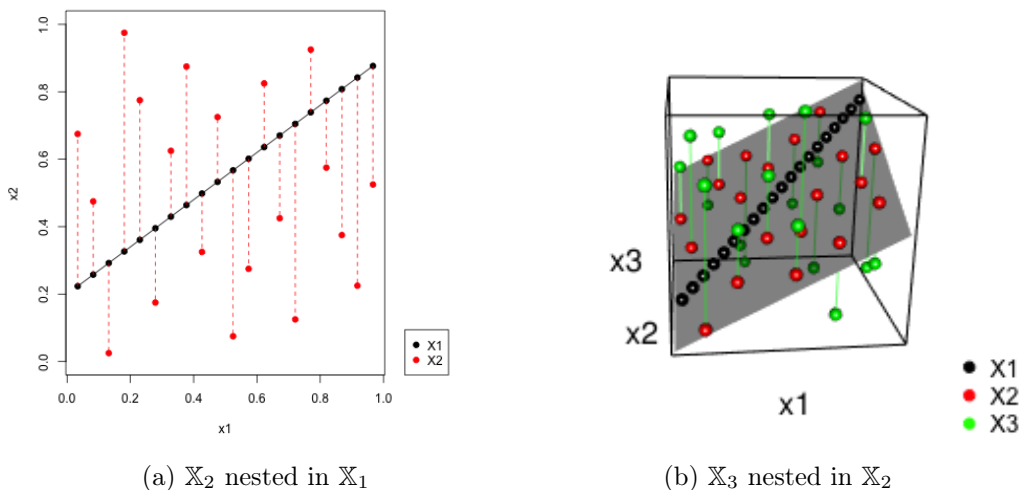 1.0
0.8
0.6
0.4
0.2
0.0
x2
0.0 0.2 0.4 0.6 0.8 1.0
x1
X1
X2
x3
x2
x1
X1
X2
X3
(a) 𝕏₂ nested in 𝕏₁
(b) 𝕏₃ nested in 𝕏₂